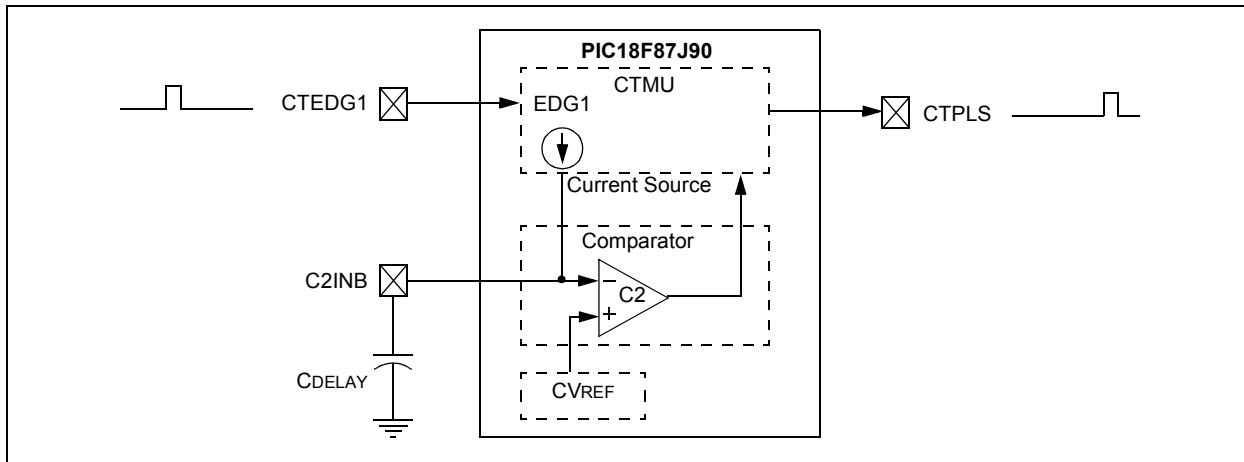 PIC18F87J90
CTMU
CTEDG1
EDG1
CTPLS
Current Source
Comparator
C2INB
−
C2
+
CDELAY
CVREF